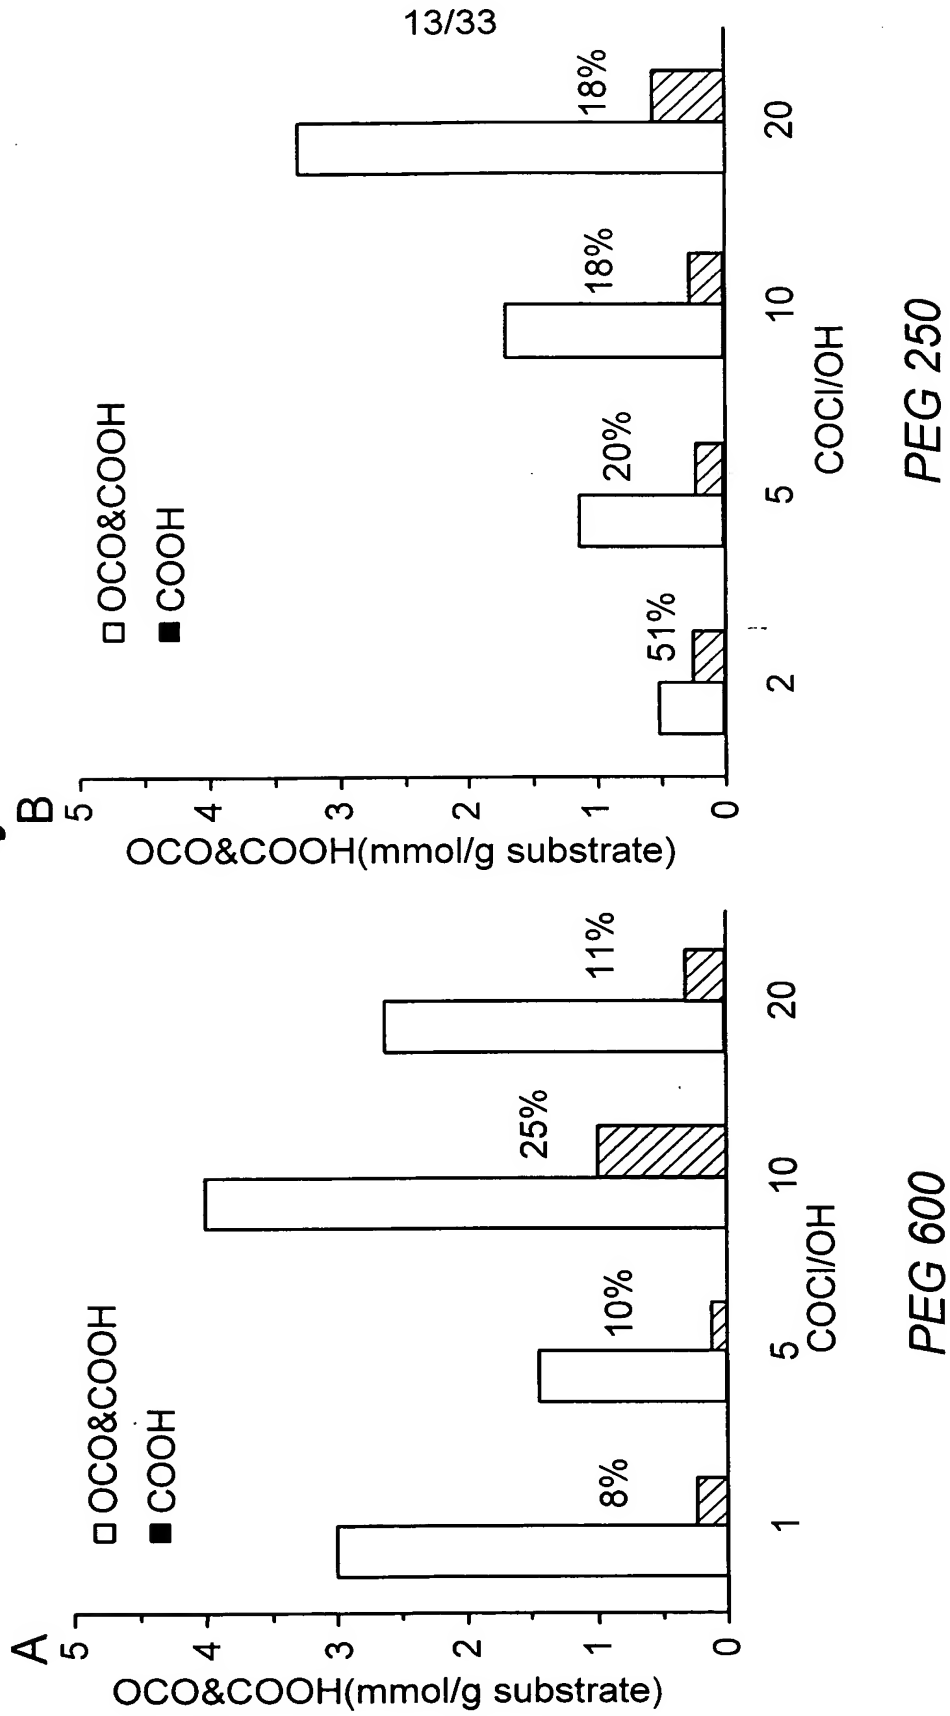 13/33
A
OCO&COOH(mmol/g substrate)
5
4
3
2
1
0
□ OCO&COOH
■ COOH
8%
10%
25%
11%
1
5
10
20
COCl/OH
PEG 600
B
OCO&COOH(mmol/g substrate)
5
4
3
2
1
0
□ OCO&COOH
■ COOH
51%
20%
18%
18%
2
5
10
20
COCl/OH
PEG 250